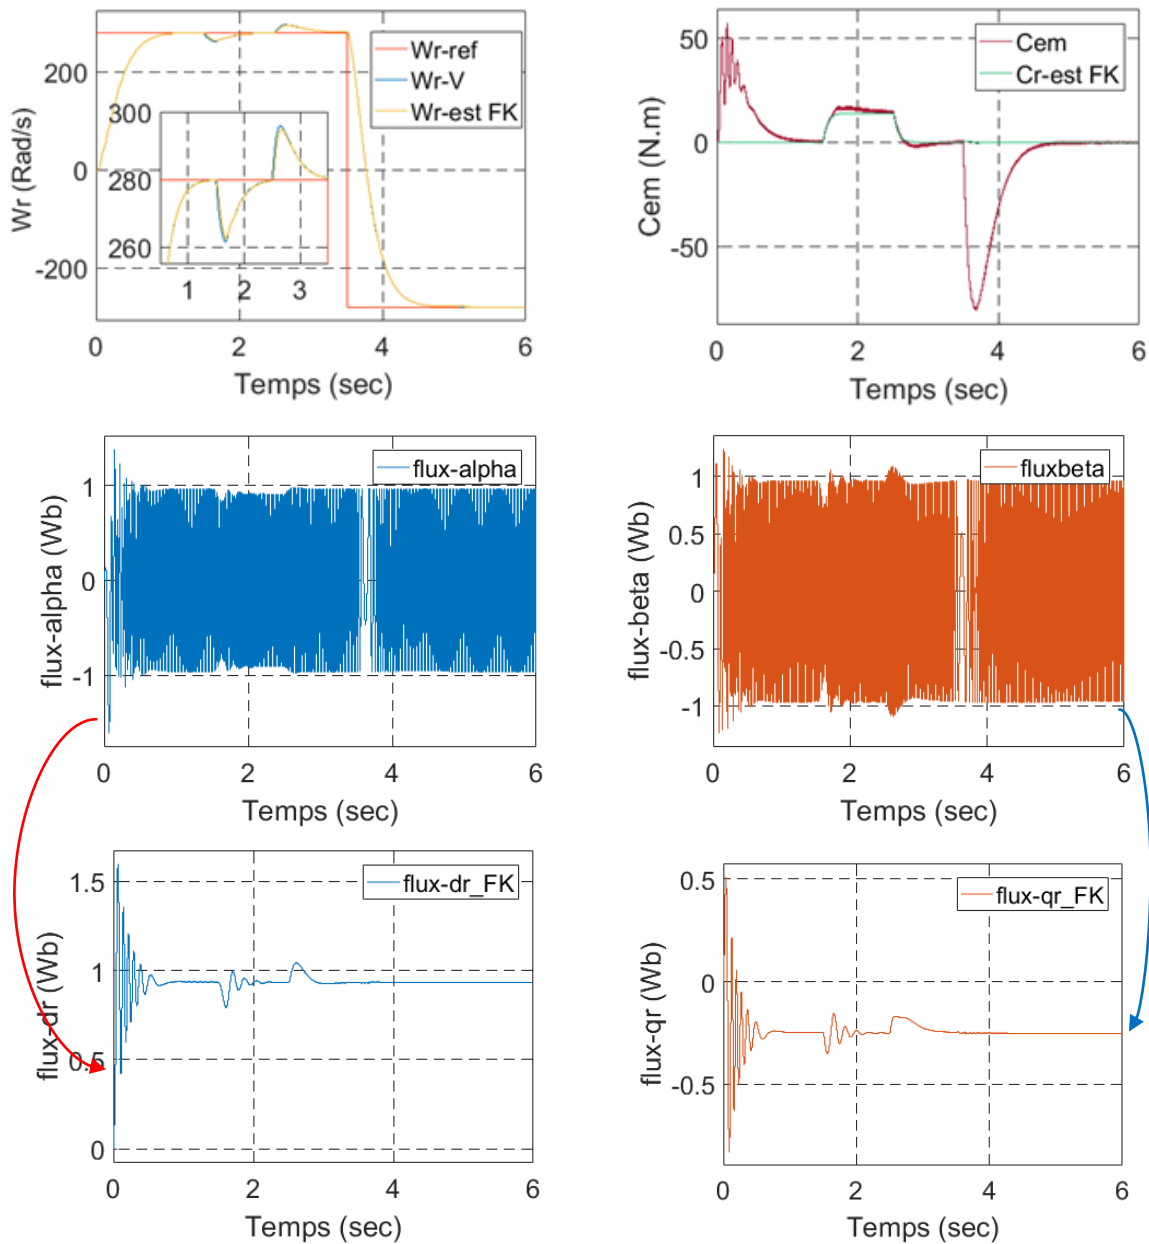 Wr (Rad/s)
200
0
-200
Wr-ref
Wr-V
Wr-est FK
300
280
260
1 2 3
0 2 4 6
Temps (sec)
Cem (N.m)
50
0
-50
Cem
Cr-est FK
0 2 4 6
Temps (sec)
flux-alpha (Wb)
1
0
-1
flux-alpha
0 2 4 6
Temps (sec)
flux-beta (Wb)
1
0.5
0
-0.5
-1
fluxbeta
0 2 4 6
Temps (sec)
flux-dr (Wb)
1.5
1
0.5
0
flux-dr_FK
0 2 4 6
Temps (sec)
flux-qr (Wb)
0.5
0
-0.5
flux-qr_FK
0 2 4 6
Temps (sec)